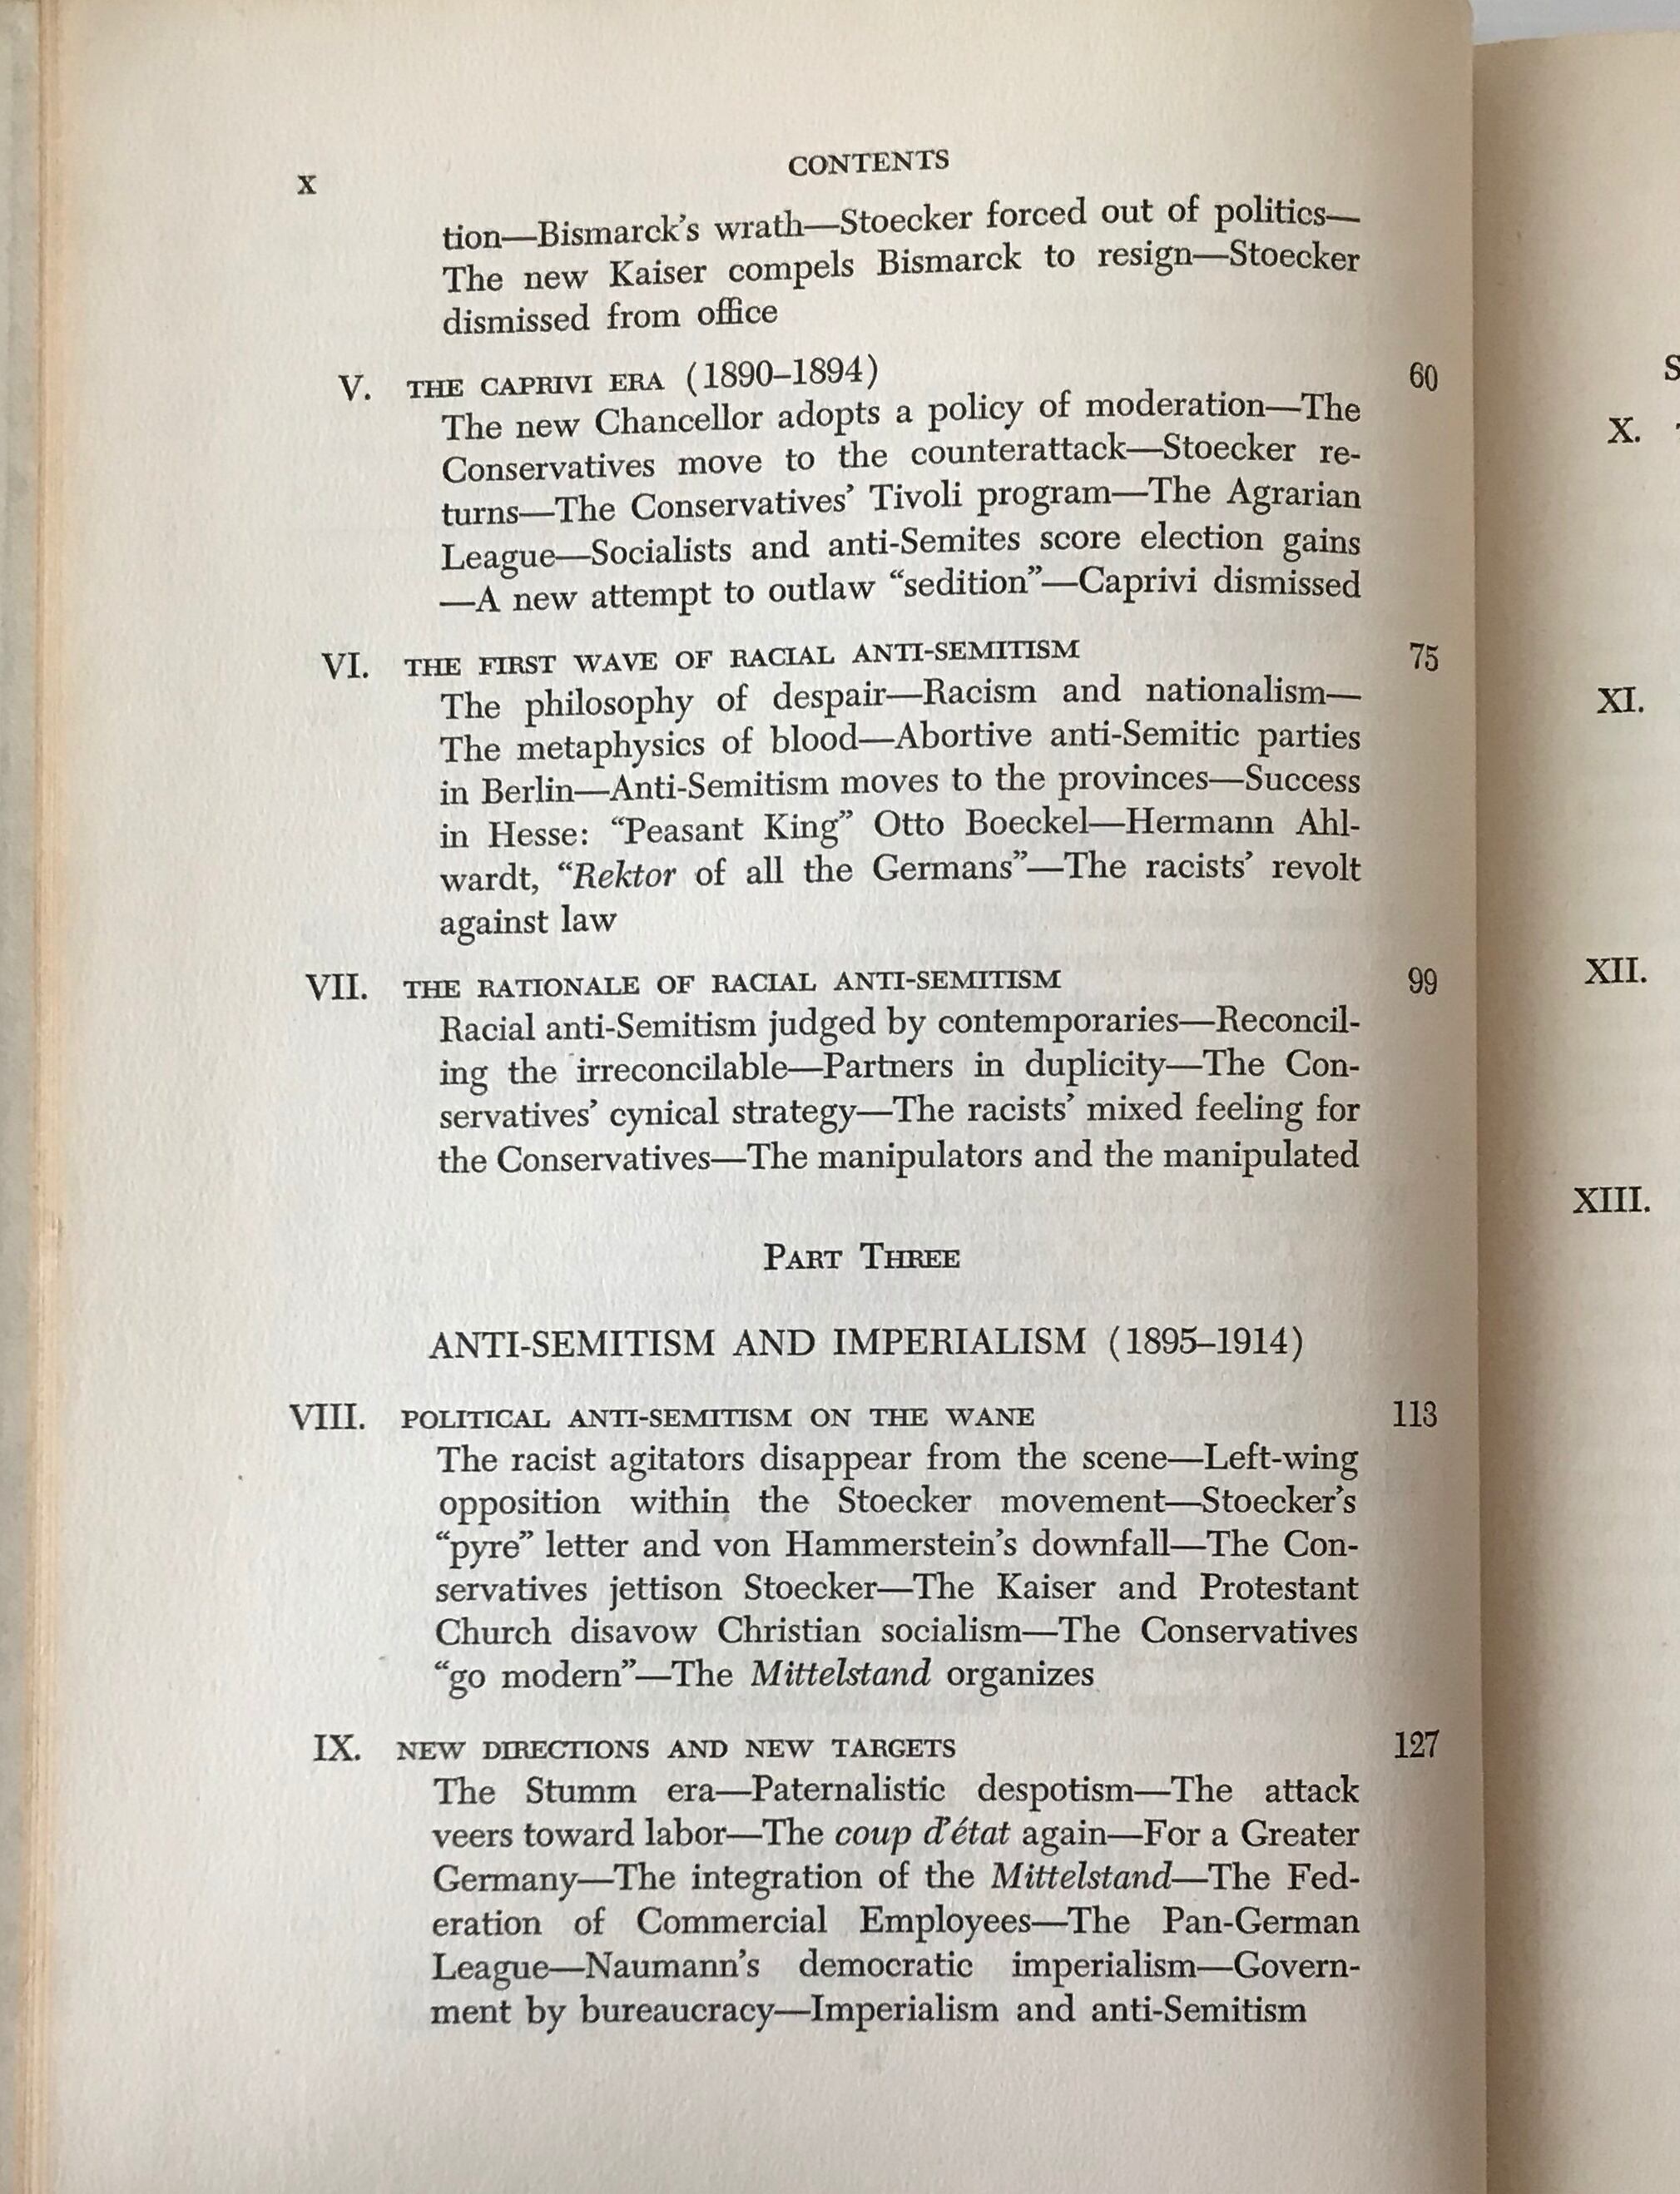 x
CONTENTS
tion—Bismarck's wrath—Stoecker forced out of politics—
The new Kaiser compels Bismarck to resign—Stoecker
dismissed from office
V. THE CAPRIVI ERA (1890–1894) 60
The new Chancellor adopts a policy of moderation—The
Conservatives move to the counterattack—Stoecker re-
turns—The Conservatives' Tivoli program—The Agrarian
League—Socialists and anti-Semites score election gains
—A new attempt to outlaw “sedition”—Caprivi dismissed
VI. THE FIRST WAVE OF RACIAL ANTI-SEMITISM 75
The philosophy of despair—Racism and nationalism—
The metaphysics of blood—Abortive anti-Semitic parties
in Berlin—Anti-Semitism moves to the provinces—Success
in Hesse: “Peasant King” Otto Boeckel—Hermann Ahl-
wardt, “Rektor of all the Germans”—The racists' revolt
against law
VII. THE RATIONALE OF RACIAL ANTI-SEMITISM 99
Racial anti-Semitism judged by contemporaries—Reconcil-
ing the irreconcilable—Partners in duplicity—The Con-
servatives' cynical strategy—The racists' mixed feeling for
the Conservatives—The manipulators and the manipulated
PART THREE
ANTI-SEMITISM AND IMPERIALISM (1895–1914)
VIII. POLITICAL ANTI-SEMITISM ON THE WANE 113
The racist agitators disappear from the scene—Left-wing
opposition within the Stoecker movement—Stoecker's
“pyre” letter and von Hammerstein's downfall—The Con-
servatives jettison Stoecker—The Kaiser and Protestant
Church disavow Christian socialism—The Conservatives
“go modern”—The Mittelstand organizes
IX. NEW DIRECTIONS AND NEW TARGETS 127
The Stumm era—Paternalistic despotism—The attack
veers toward labor—The coup d'état again—For a Greater
Germany—The integration of the Mittelstand—The Fed-
eration of Commercial Employees—The Pan-German
League—Naumann's democratic imperialism—Govern-
ment by bureaucracy—Imperialism and anti-Semitism
X.
XI.
XII.
XIII.